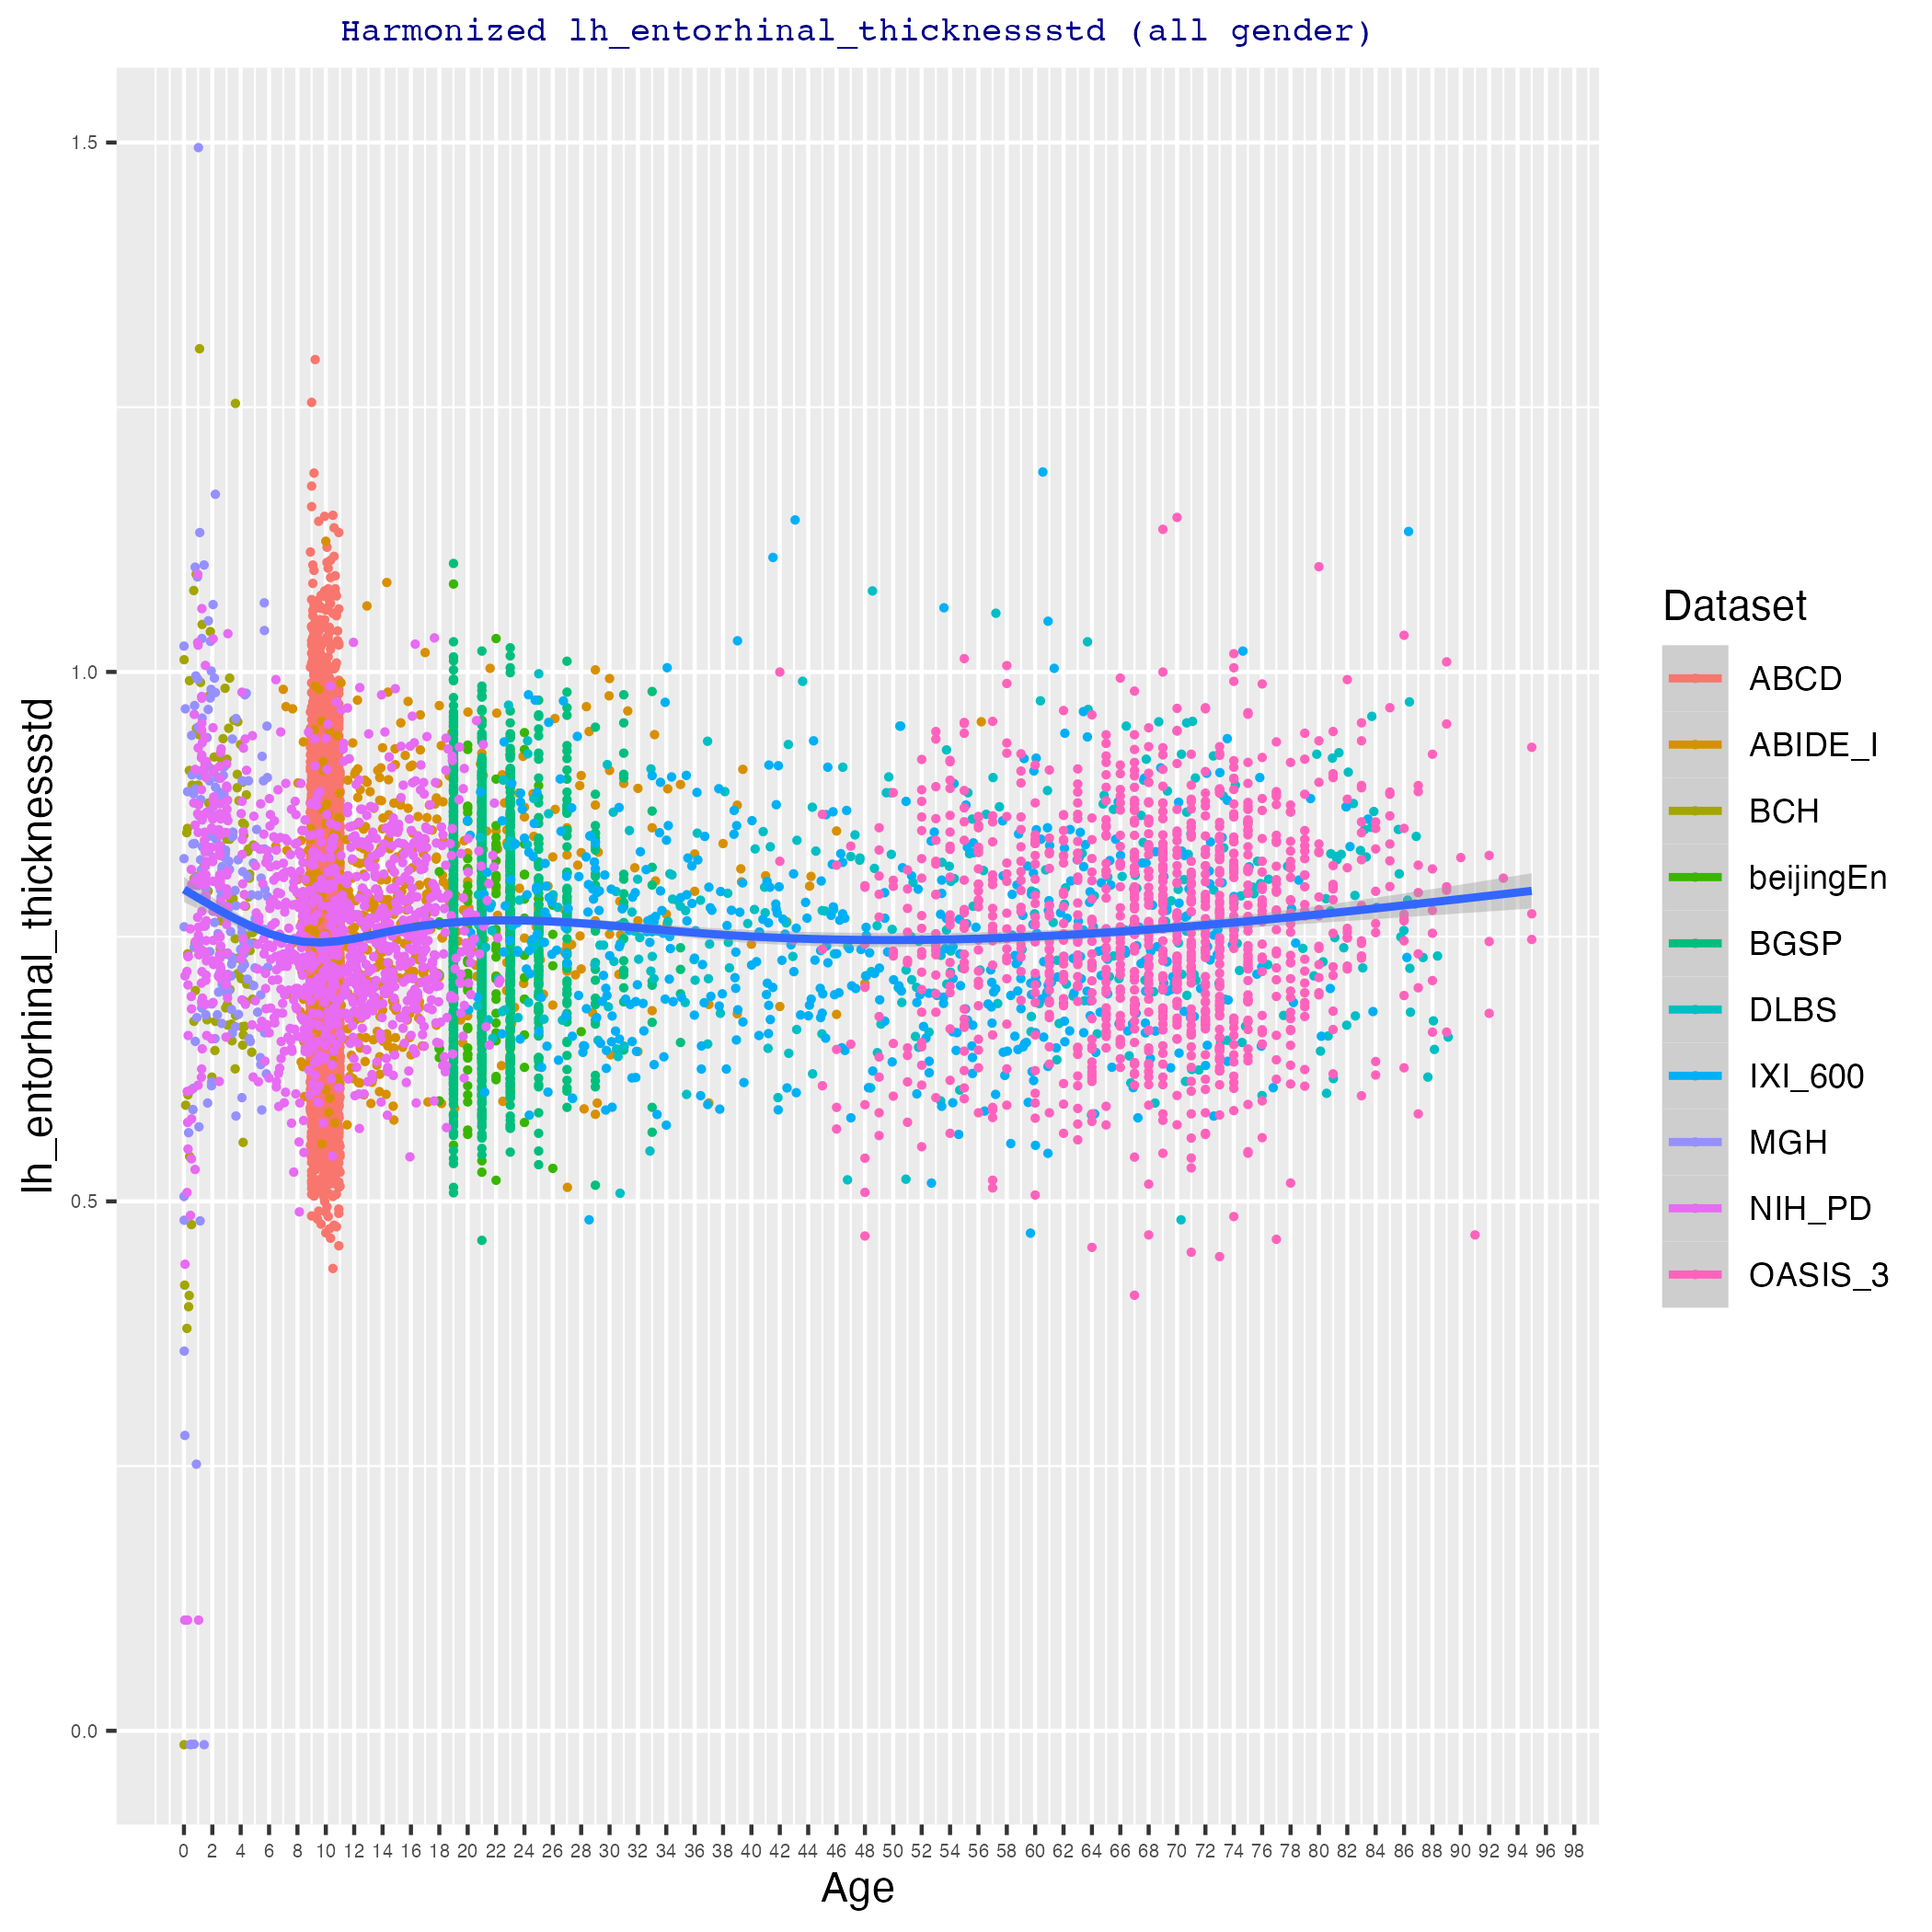 Harmonized lh_entorhinal_thicknessstd (all gender)
1.5
1.0
0.5
0.0
lh_entorhinal_thicknessstd
0 2 4 6 8 10 12 14 16 18 20 22 24 26 28 30 32 34 36 38 40 42 44 46 48 50 52 54 56 58 60 62 64 66 68 70 72 74 76 78 80 82 84 86 88 90 92 94 96 98
Age
Dataset
ABCD
ABIDE_I
BCH
beijingEn
BGSP
DLBS
IXI_600
MGH
NIH_PD
OASIS_3